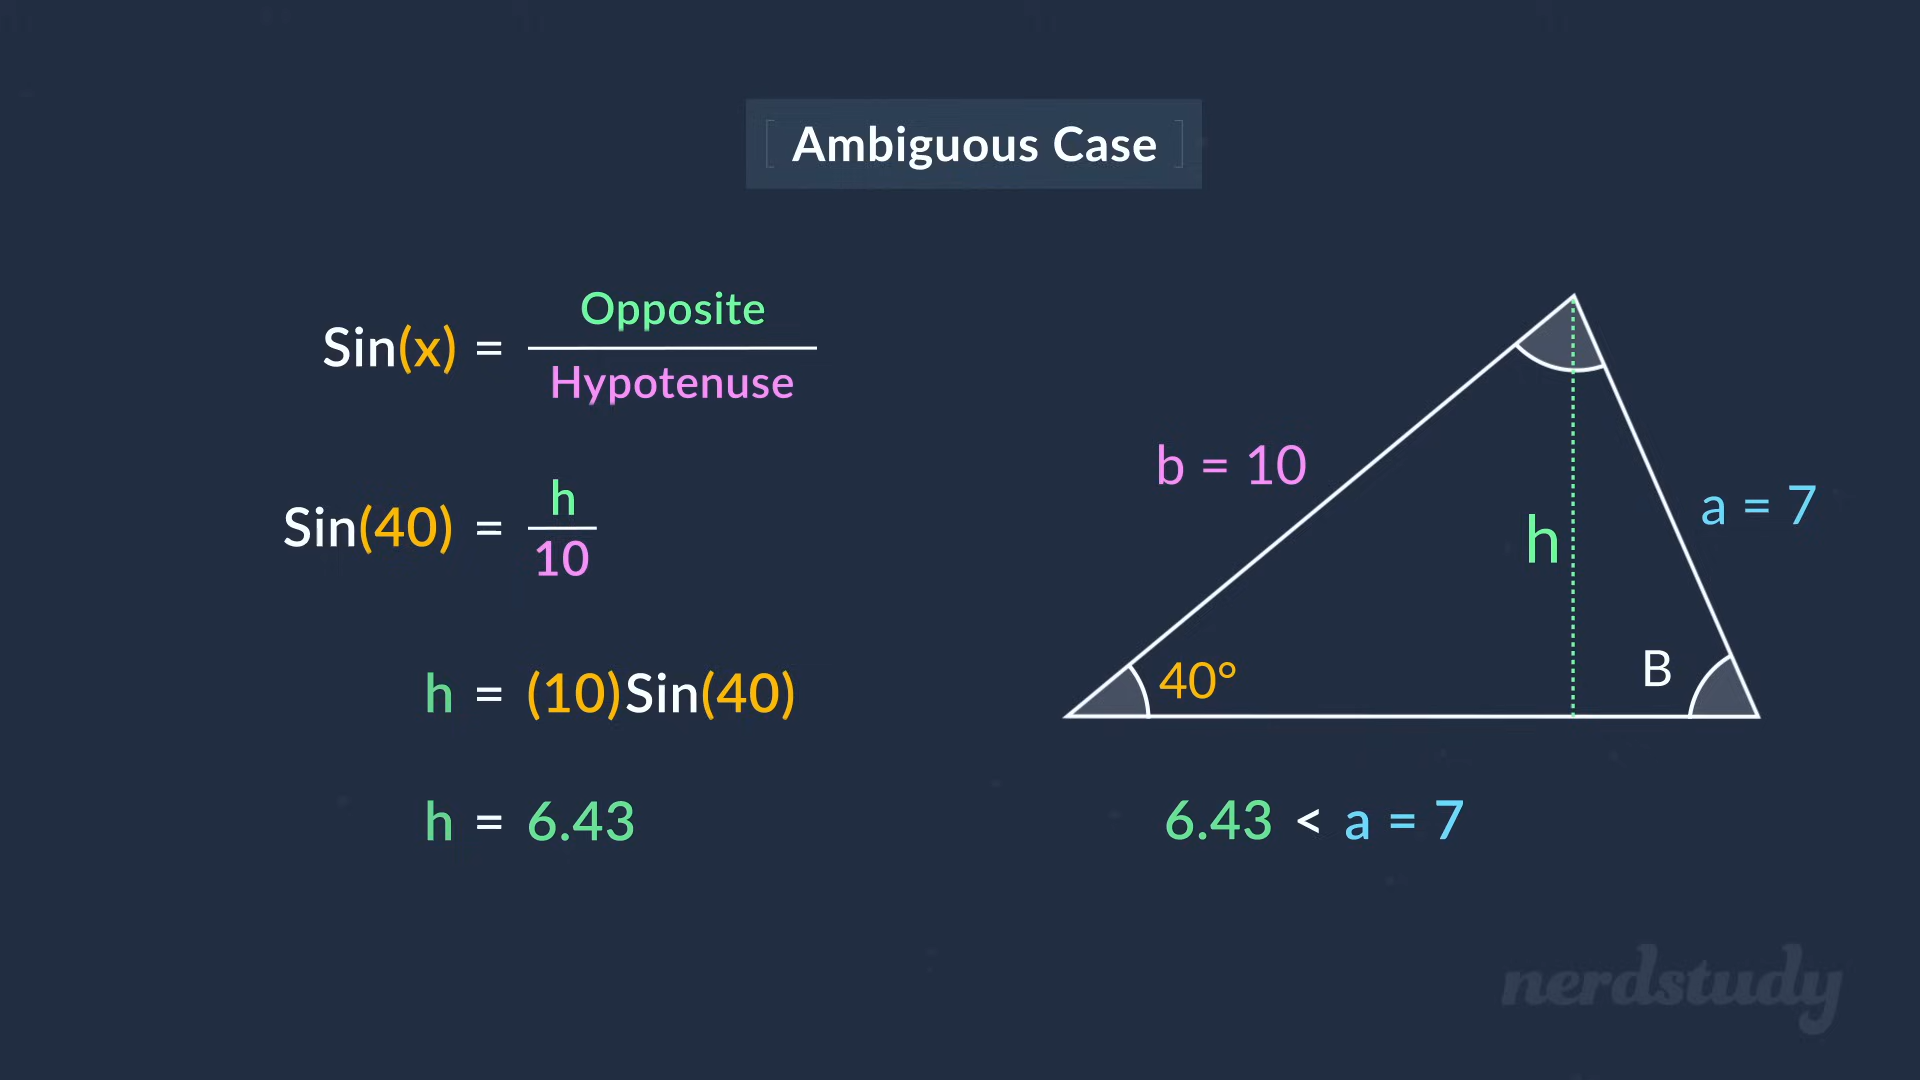 Ambiguous Case
Sin(x) = Opposite / Hypotenuse
Sin(40) = h / 10
h = (10)Sin(40)
h = 6.43
b = 10
h
a = 7
40°
B
6.43 < a = 7
nerdstudy